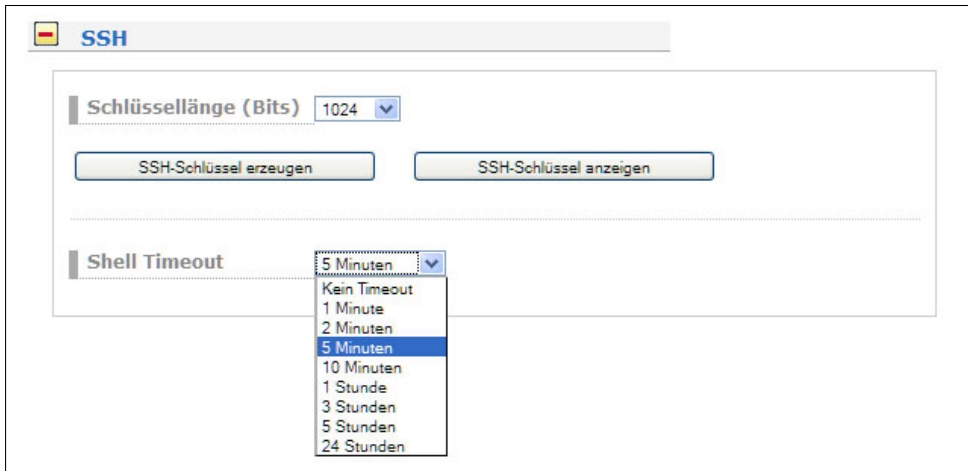 SSH
Schlüssellänge (Bits) 1024
SSH-Schlüssel erzeugen SSH-Schlüssel anzeigen
Shell Timeout 5 Minuten
Kein Timeout
1 Minute
2 Minuten
5 Minuten
10 Minuten
1 Stunde
3 Stunden
5 Stunden
24 Stunden